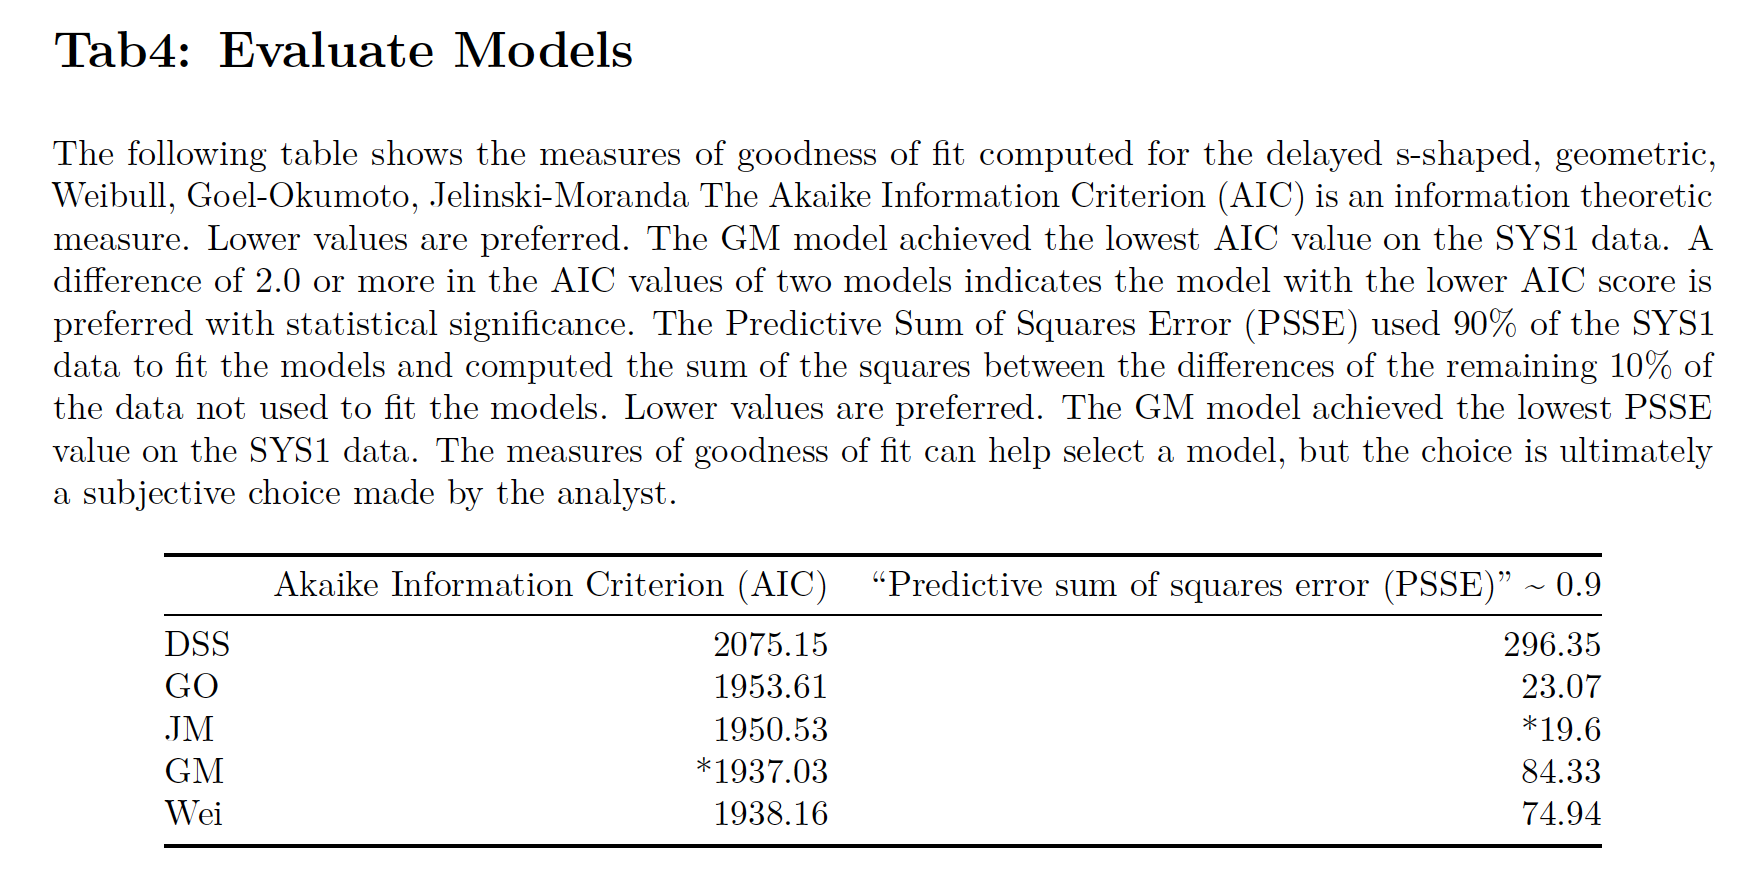 Tab4: Evaluate Models
The following table shows the measures of goodness of fit computed for the delayed s-shaped, geometric,
Weibull, Goel-Okumoto, Jelinski-Moranda The Akaike Information Criterion (AIC) is an information theoretic
measure. Lower values are preferred. The GM model achieved the lowest AIC value on the SYS1 data. A
difference of 2.0 or more in the AIC values of two models indicates the model with the lower AIC score is
preferred with statistical significance. The Predictive Sum of Squares Error (PSSE) used 90% of the SYS1
data to fit the models and computed the sum of the squares between the differences of the remaining 10% of
the data not used to fit the models. Lower values are preferred. The GM model achieved the lowest PSSE
value on the SYS1 data. The measures of goodness of fit can help select a model, but the choice is ultimately
a subjective choice made by the analyst.
Akaike Information Criterion (AIC) “Predictive sum of squares error (PSSE)” ~ 0.9
DSS 2075.15 296.35
GO 1953.61 23.07
JM 1950.53 *19.6
GM *1937.03 84.33
Wei 1938.16 74.94